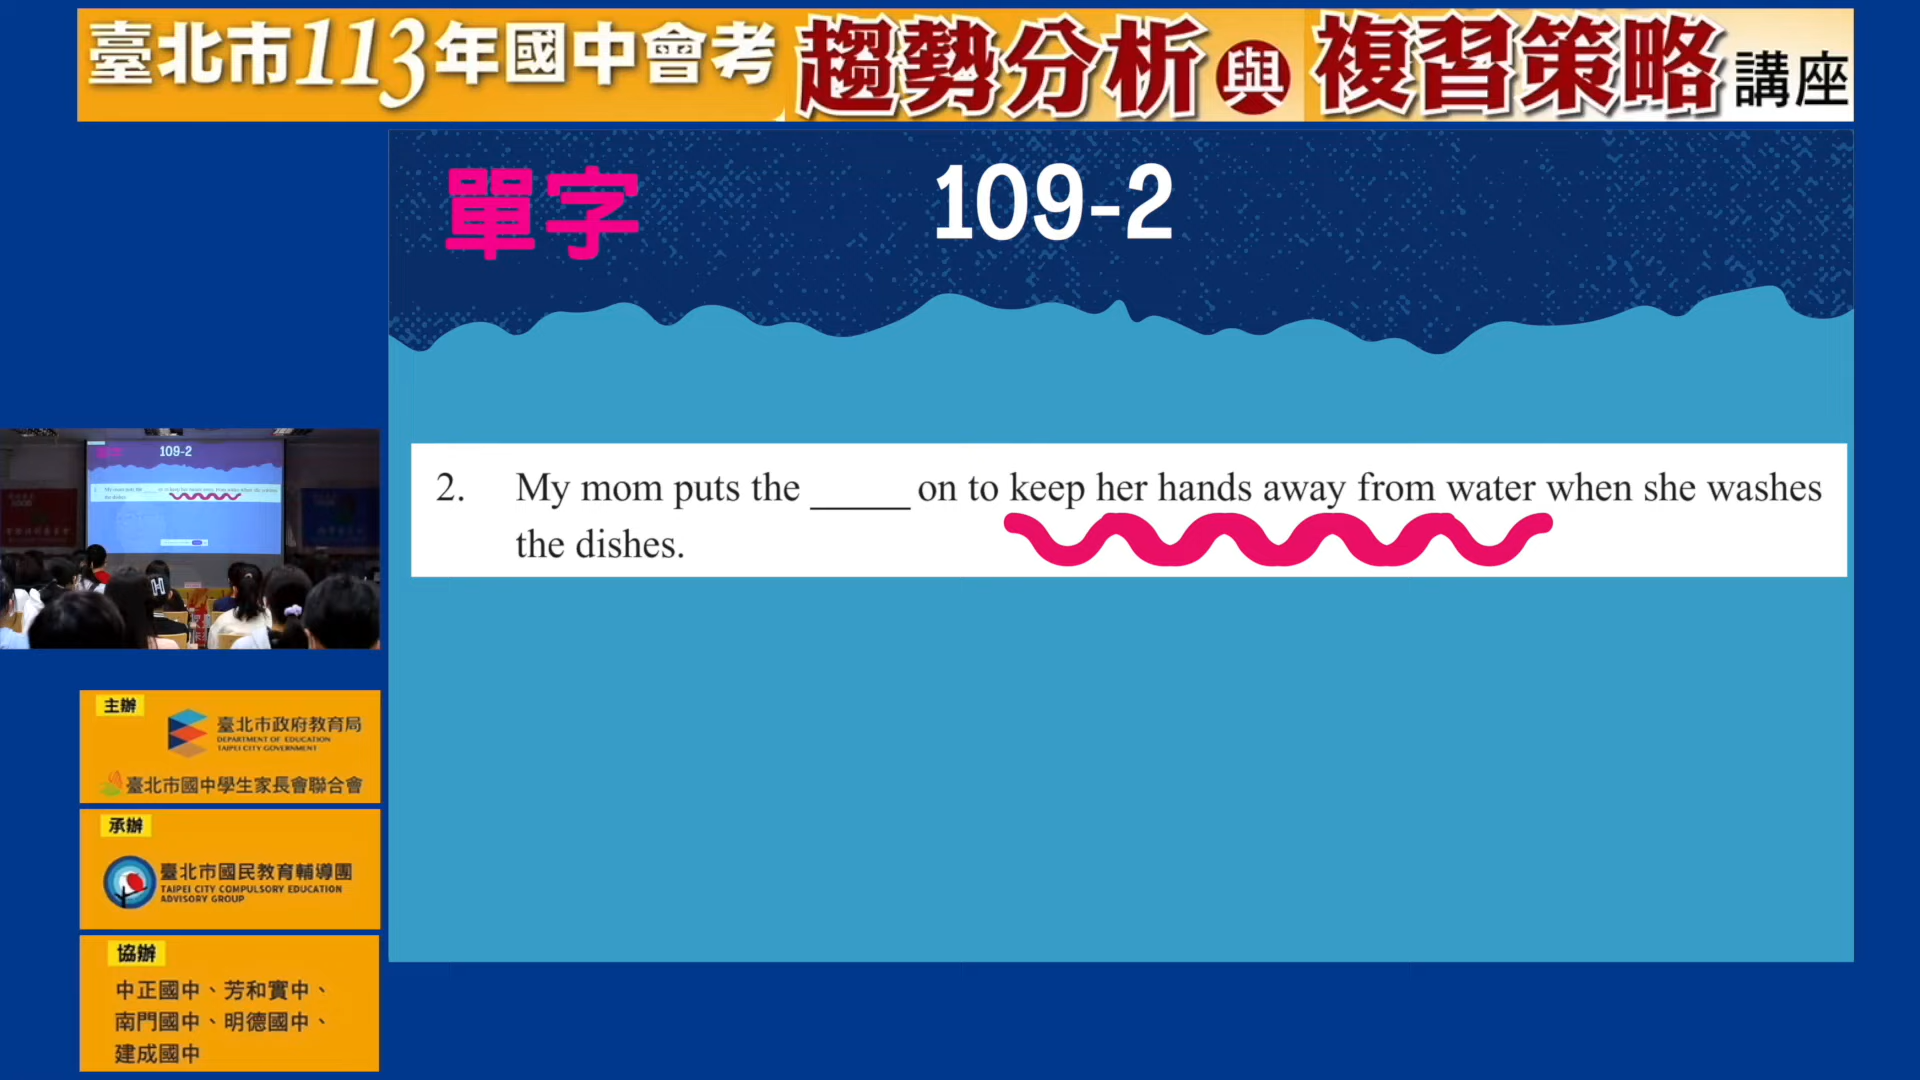 臺北市113年國中會考 趨勢分析與複習策略講座
單字
109-2
2. My mom puts the _____ on to keep her hands away from water when she washes
the dishes.
109-2
主辦
臺北市政府教育局
DEPARTMENT OF EDUCATION
TAIPEI CITY GOVERNMENT
臺北市國中學生家長會聯合會
承辦
臺北市國民教育輔導團
TAIPEI CITY COMPULSORY EDUCATION
ADVISORY GROUP
協辦
中正國中、芳和實中、
南門國中、明德國中、
建成國中